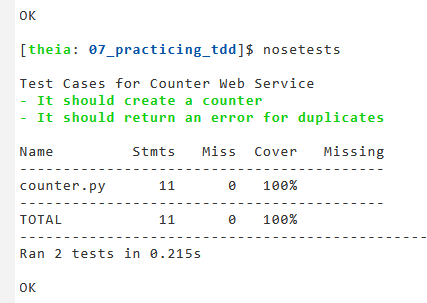 OK
[theia: 07_practicing_tdd]$ nosetests
Test Cases for Counter Web Service
- It should create a counter
- It should return an error for duplicates
Name          Stmts   Miss  Cover   Missing
-------------------------------------------
counter.py       11      0   100%
-------------------------------------------
TOTAL            11      0   100%
------------------------------------------------
Ran 2 tests in 0.215s
OK